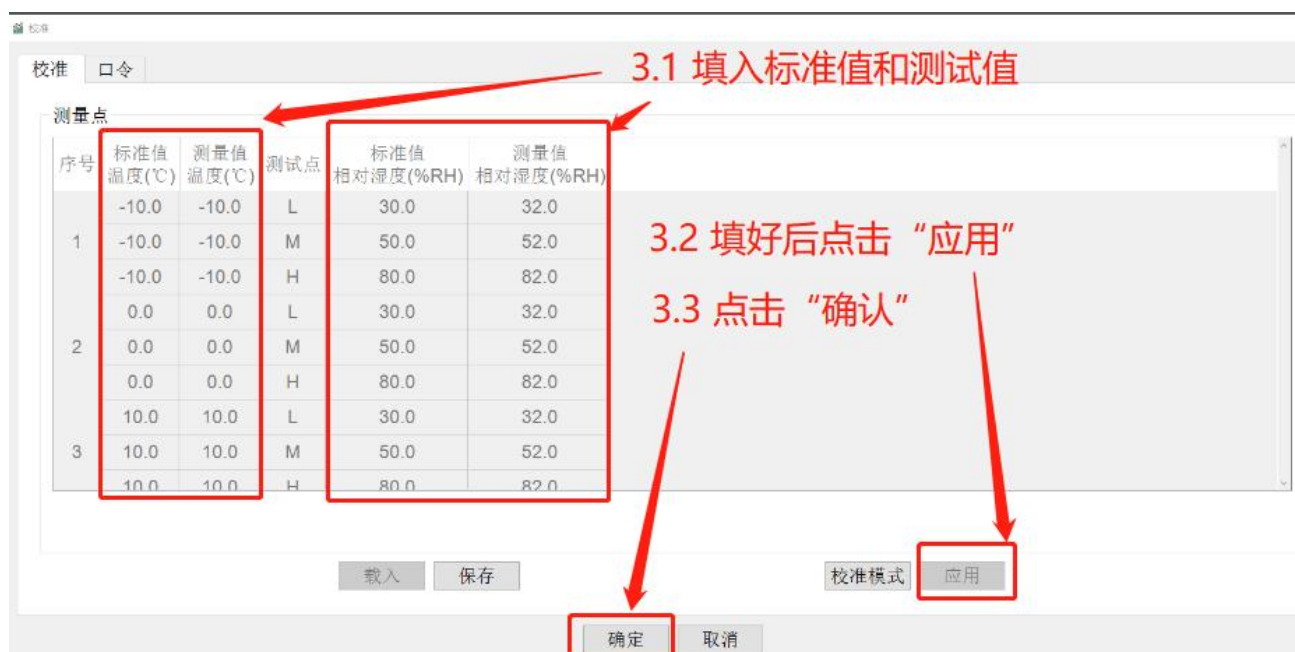 校准
校准 口令
3.1 填入标准值和测试值
测量点
序号 标准值 温度(℃) 测量值 温度(℃) 测试点 标准值 相对湿度(%RH) 测量值 相对湿度(%RH)
-10.0 -10.0 L 30.0 32.0
1 -10.0 -10.0 M 50.0 52.0
-10.0 -10.0 H 80.0 82.0
0.0 0.0 L 30.0 32.0
2 0.0 0.0 M 50.0 52.0
0.0 0.0 H 80.0 82.0
10.0 10.0 L 30.0 32.0
3 10.0 10.0 M 50.0 52.0
10.0 10.0 H 80.0 82.0
3.2 填好后点击“应用”
3.3 点击“确认”
载入 保存 校准模式 应用
确定 取消